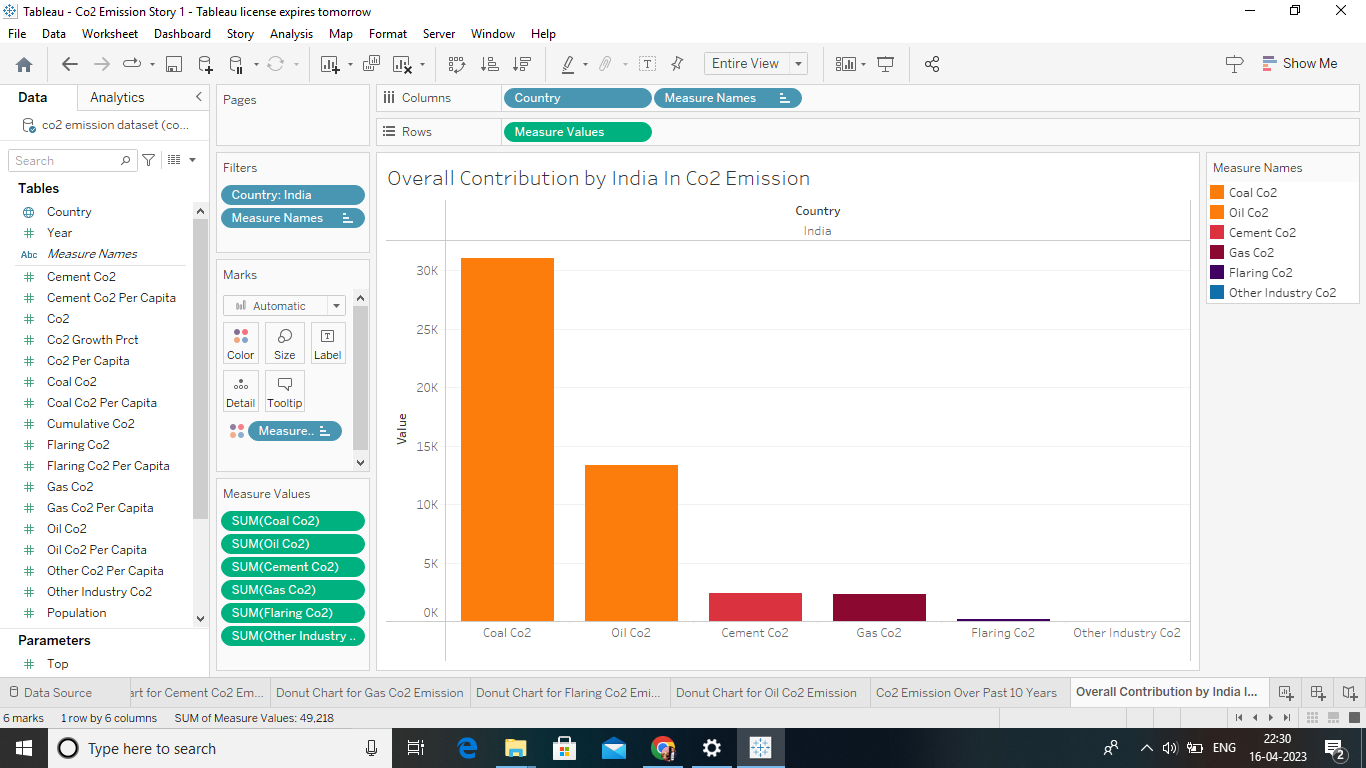 Tableau - Co2 Emission Story 1 - Tableau license expires tomorrow
File Data Worksheet Dashboard Story Analysis Map Format Server Window Help
Entire View
Show Me
Data Analytics
co2 emission dataset (co...
Search
Tables
Country
Year
Abc Measure Names
Cement Co2
Cement Co2 Per Capita
Co2
Co2 Growth Prct
Co2 Per Capita
Coal Co2
Coal Co2 Per Capita
Cumulative Co2
Flaring Co2
Flaring Co2 Per Capita
Gas Co2
Gas Co2 Per Capita
Oil Co2
Oil Co2 Per Capita
Other Co2 Per Capita
Other Industry Co2
Population
Parameters
Top
Pages
Filters
Country: India
Measure Names
Marks
Automatic
Color Size Label
Detail Tooltip
Measure..
Measure Values
SUM(Coal Co2)
SUM(Oil Co2)
SUM(Cement Co2)
SUM(Gas Co2)
SUM(Flaring Co2)
SUM(Other Industry ..
Columns Country Measure Names
Rows Measure Values
Overall Contribution by India In Co2 Emission
Country
India
30K
25K
20K
15K
10K
5K
0K
Value
Coal Co2 Oil Co2 Cement Co2 Gas Co2 Flaring Co2 Other Industry Co2
Measure Names
Coal Co2
Oil Co2
Cement Co2
Gas Co2
Flaring Co2
Other Industry Co2
Data Source art for Cement Co2 Em... Donut Chart for Gas Co2 Emission Donut Chart for Flaring Co2 Emi... Donut Chart for Oil Co2 Emission Co2 Emission Over Past 10 Years Overall Contribution by India I...
6 marks 1 row by 6 columns SUM of Measure Values: 49,218
Type here to search
ENG
22:30
16-04-2023
2